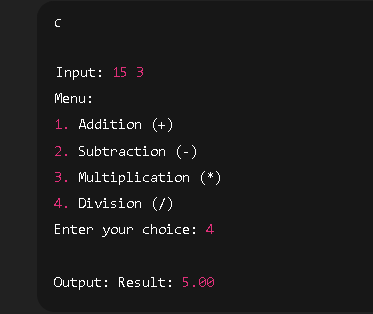 c
Input: 15 3
Menu:
1. Addition (+)
2. Subtraction (-)
3. Multiplication (*)
4. Division (/)
Enter your choice: 4
Output: Result: 5.00